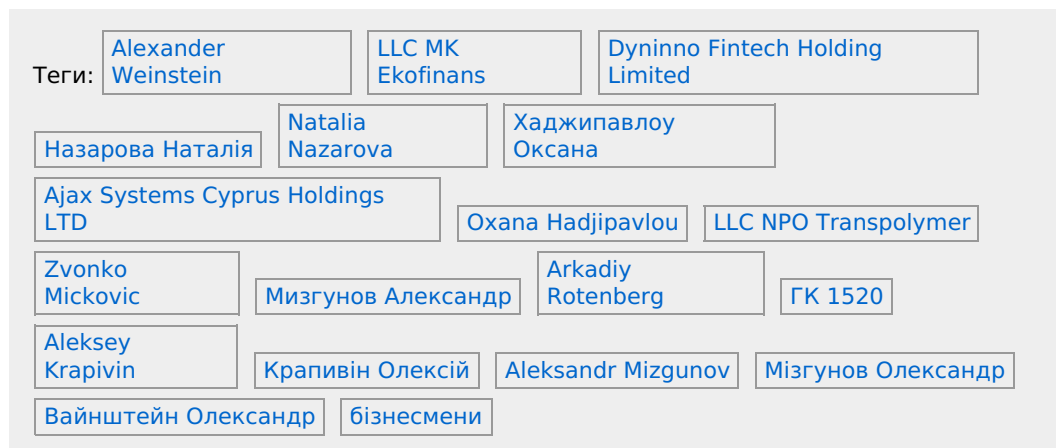 Теги: Alexander Weinstein LLC MK Ekofinans Dyninno Fintech Holding Limited
Назарова Наталія Natalia Nazarova Хаджипавлоу Оксана
Ajax Systems Cyprus Holdings LTD Oxana Hadjipavlou LLC NPO Transpolymer
Zvonko Mickovic Мизгунов Александр Arkadiy Rotenberg ГК 1520
Aleksey Krapivin Крапивін Олексій Aleksandr Mizgunov Мізгунов Олександр
Вайнштейн Олександр бізнесмени